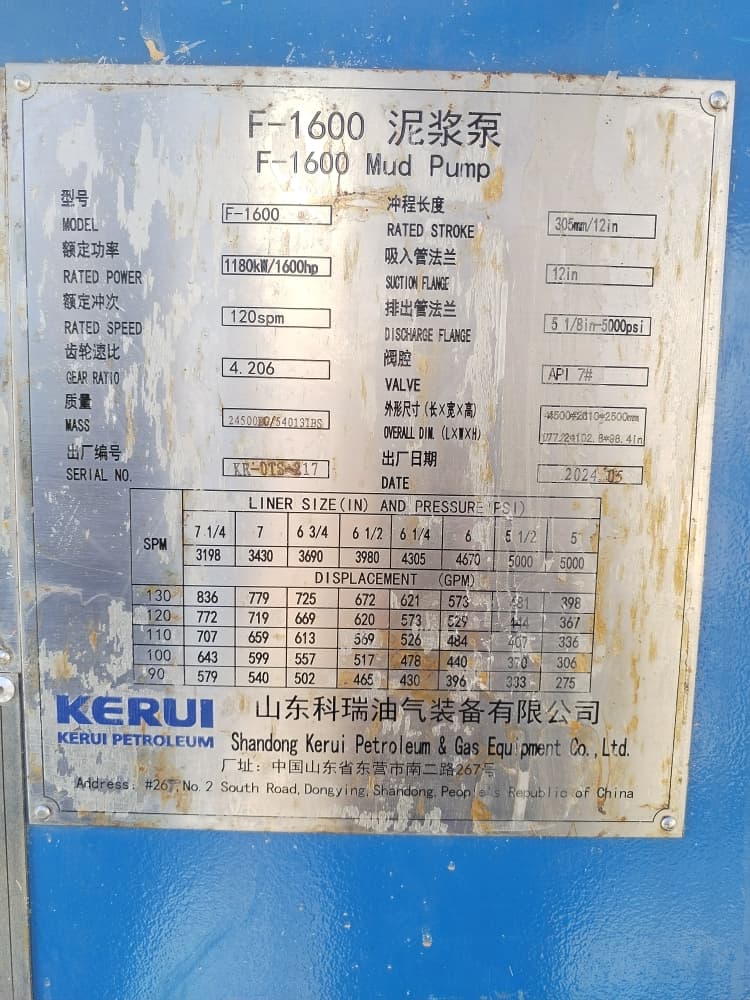 F-1600 泥浆泵
F-1600 Mud Pump
型号
MODEL F-1600
冲程长度
RATED STROKE 305mm/12in
额定功率
RATED POWER 1180kW/1600hp
吸入管法兰
SUCTION FLANGE 12in
额定冲次
RATED SPEED 120spm
排出管法兰
DISCHARGE FLANGE 5 1/8in-5000psi
齿轮速比
GEAR RATIO 4.206
阀腔
VALVE API 7#
质量
MASS 24500KG/54013IBS
外形尺寸(长×宽×高)
OVERALL DIM.(L×W×H)
出厂编号
SERIAL NO. KR-DTS-217
出厂日期
DATE 2024.05
LINER SIZE(IN) AND PRESSURE(PSI)
SPM 7 1/4 7 6 3/4 6 1/2 6 1/4 6 5 1/2 5
3198 3430 3690 3980 4305 4670 5000 5000
DISPLACEMENT (GPM)
130 836 779 725 672 621 573 481 398
120 772 719 669 620 573 529 444 367
110 707 659 613 569 526 484 407 336
100 643 599 557 517 478 440 370 306
90 579 540 502 465 430 396 333 275
KERUI
KERUI PETROLEUM
山东科瑞油气装备有限公司
Shandong Kerui Petroleum & Gas Equipment Co.,Ltd.
厂址:中国山东省东营市南二路267号
Address: #267,No.2 South Road,Dongying,Shandong,People's Republic of China